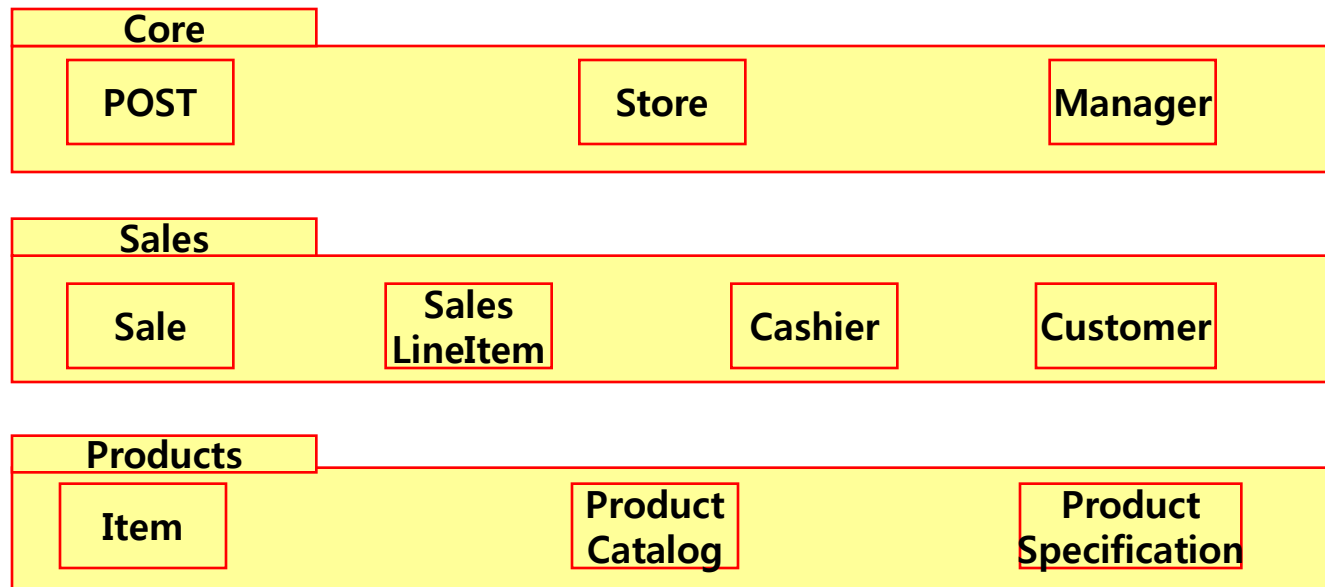 Core
POST
Store
Manager
Sales
Sale
Sales
LineItem
Cashier
Customer
Products
Item
Product
Catalog
Product
Specification